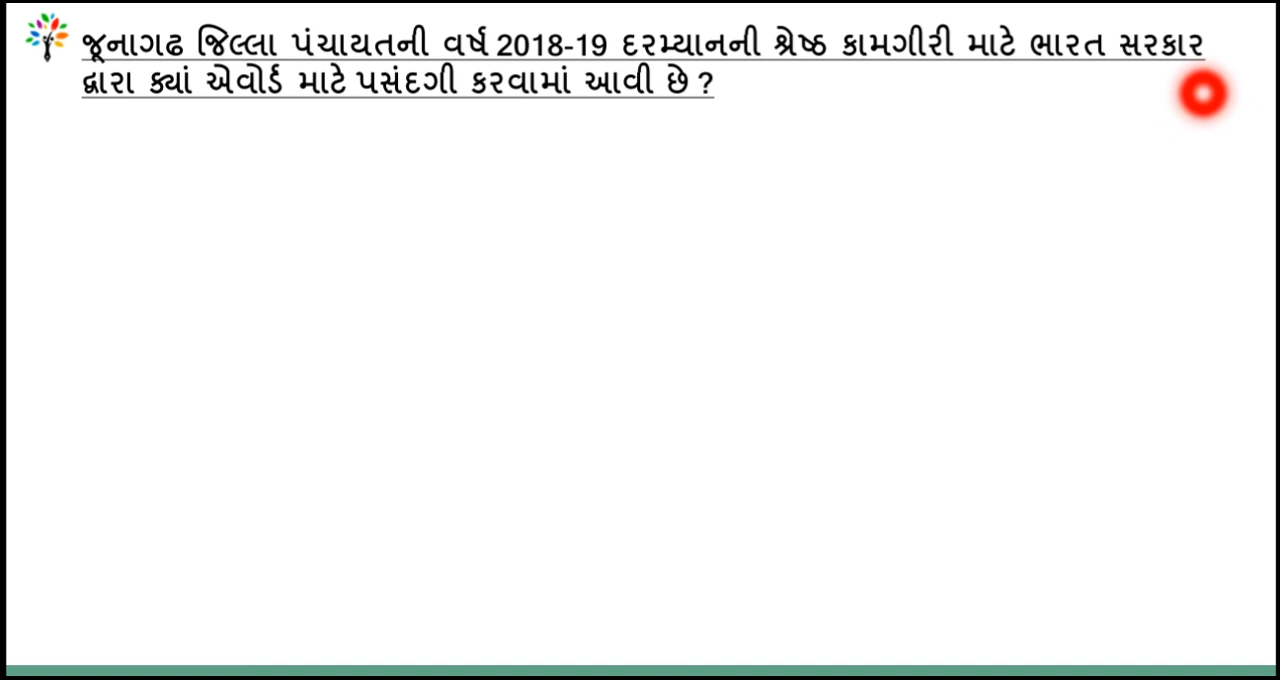 જૂનાગઢ જિલ્લા પંચાયતની વર્ષ 2018-19 દરમ્યાનની શ્રેષ્ઠ કામગીરી માટે ભારત સરકાર
દ્વારા ક્યાં એવોર્ડ માટે પસંદગી કરવામાં આવી છે ?